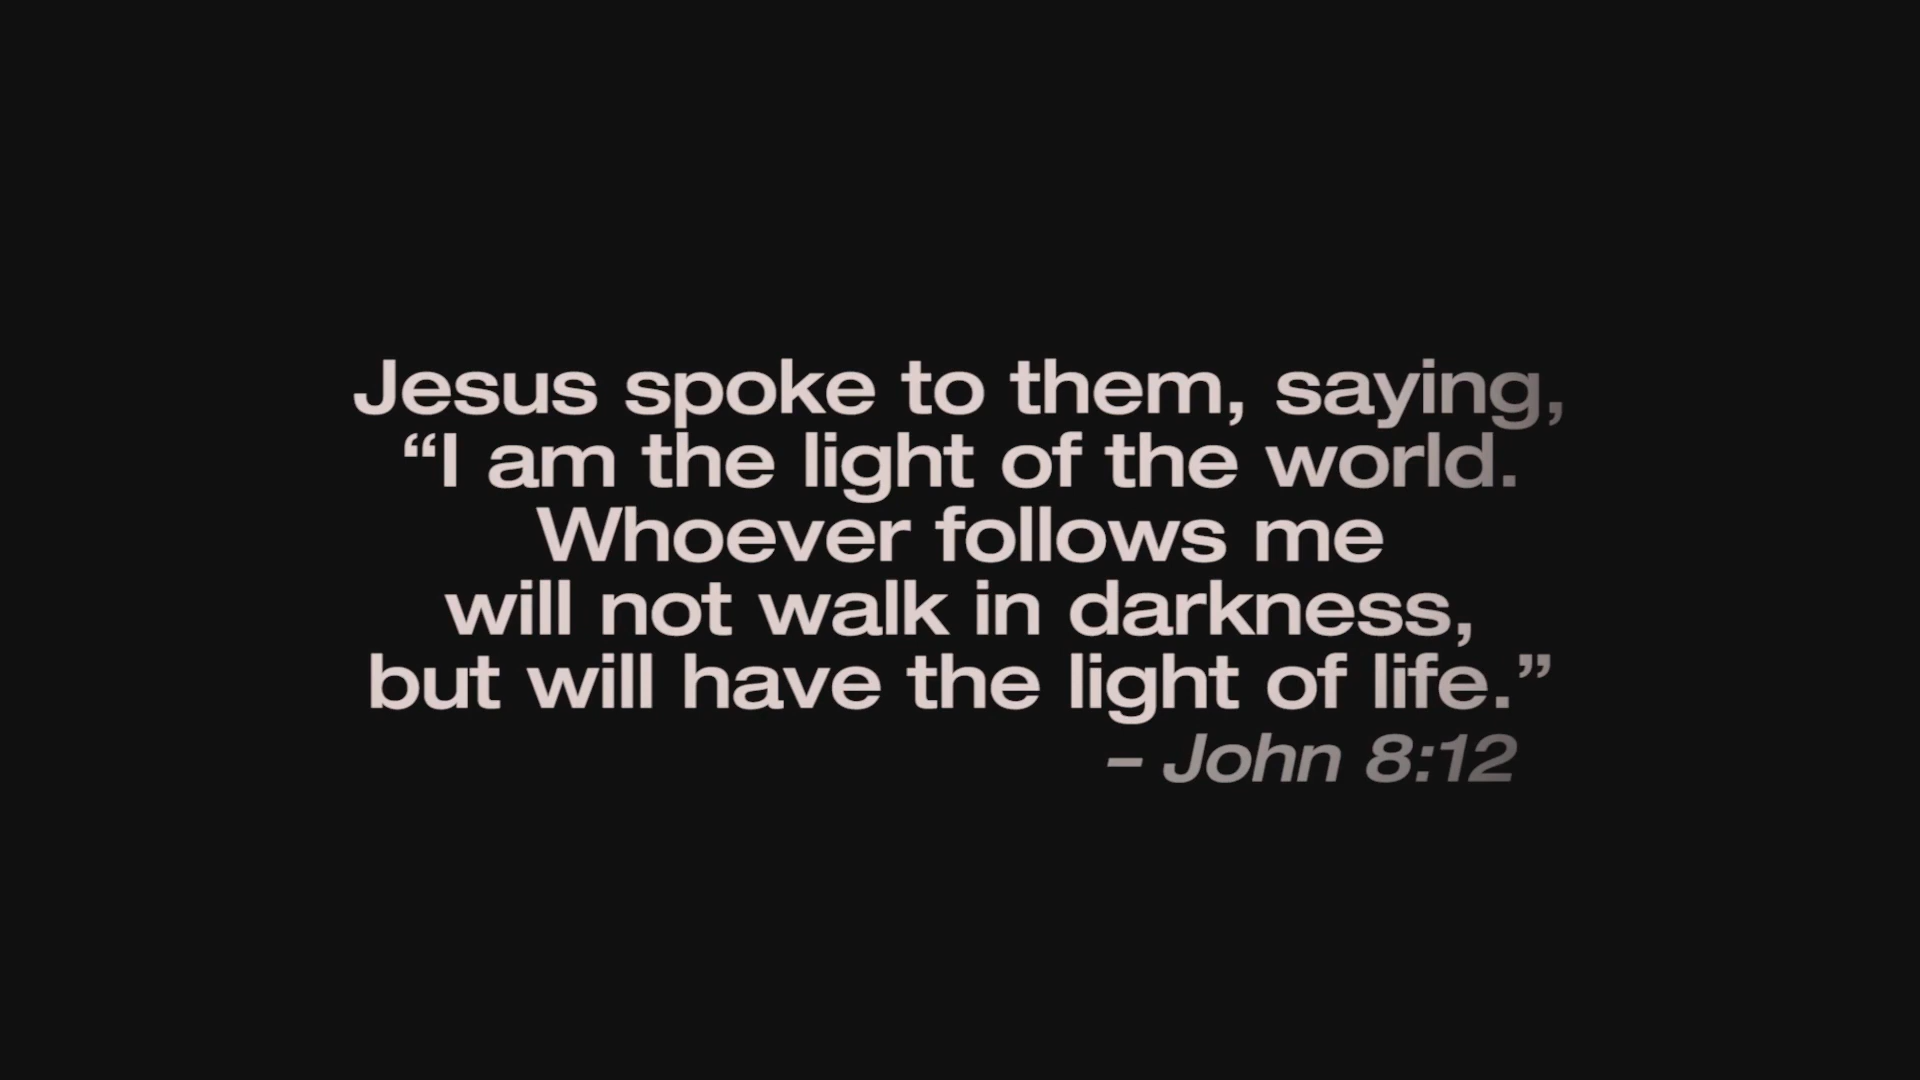 Jesus spoke to them, saying,
“I am the light of the world.
Whoever follows me
will not walk in darkness,
but will have the light of life.”
– John 8:12